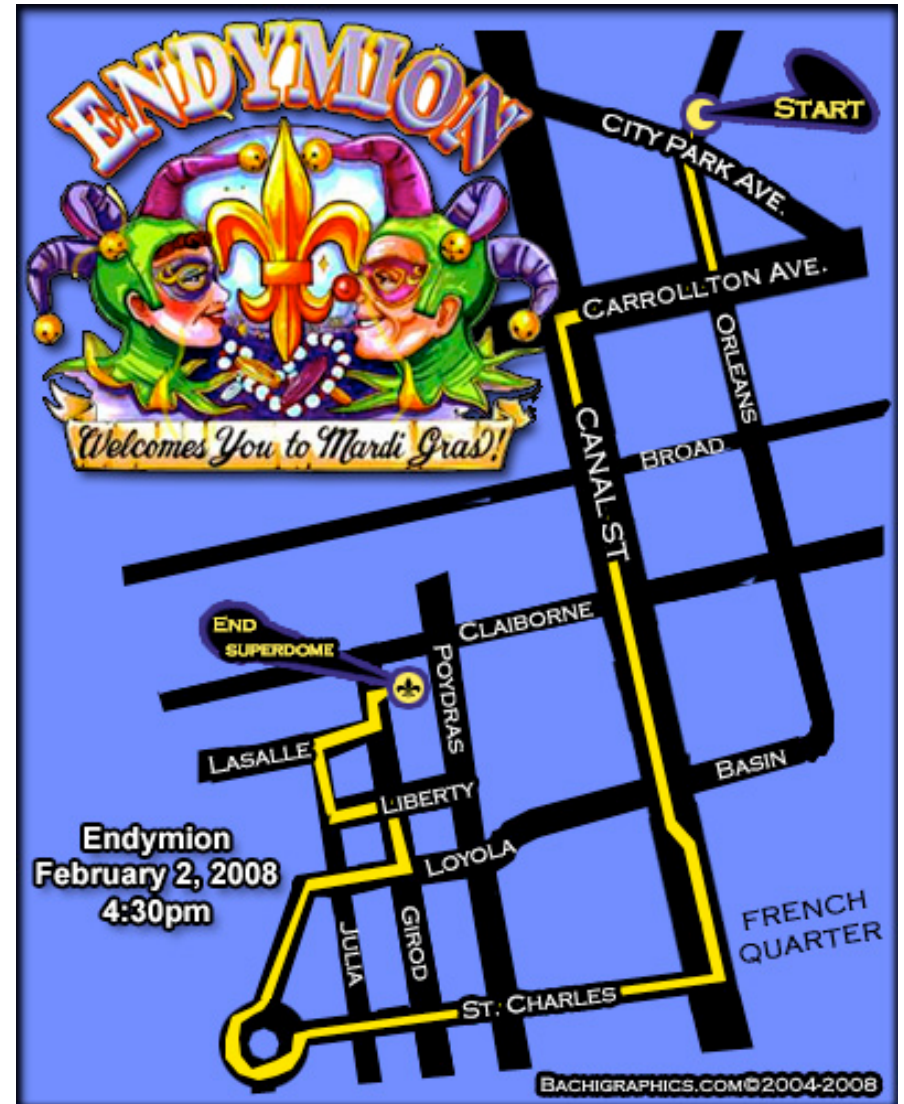 ENDYMION
Welcomes You to Mardi Gras!
START
CITY PARK AVE.
CARROLLTON AVE.
ORLEANS
CANAL ST
BROAD
CLAIBORNE
END
SUPERDOME
POYDRAS
LASALLE
BASIN
LIBERTY
Endymion
February 2, 2008
4:30pm
LOYOLA
JULIA
GIROD
FRENCH
QUARTER
ST. CHARLES
BACHIGRAPHICS.COM©2004-2008